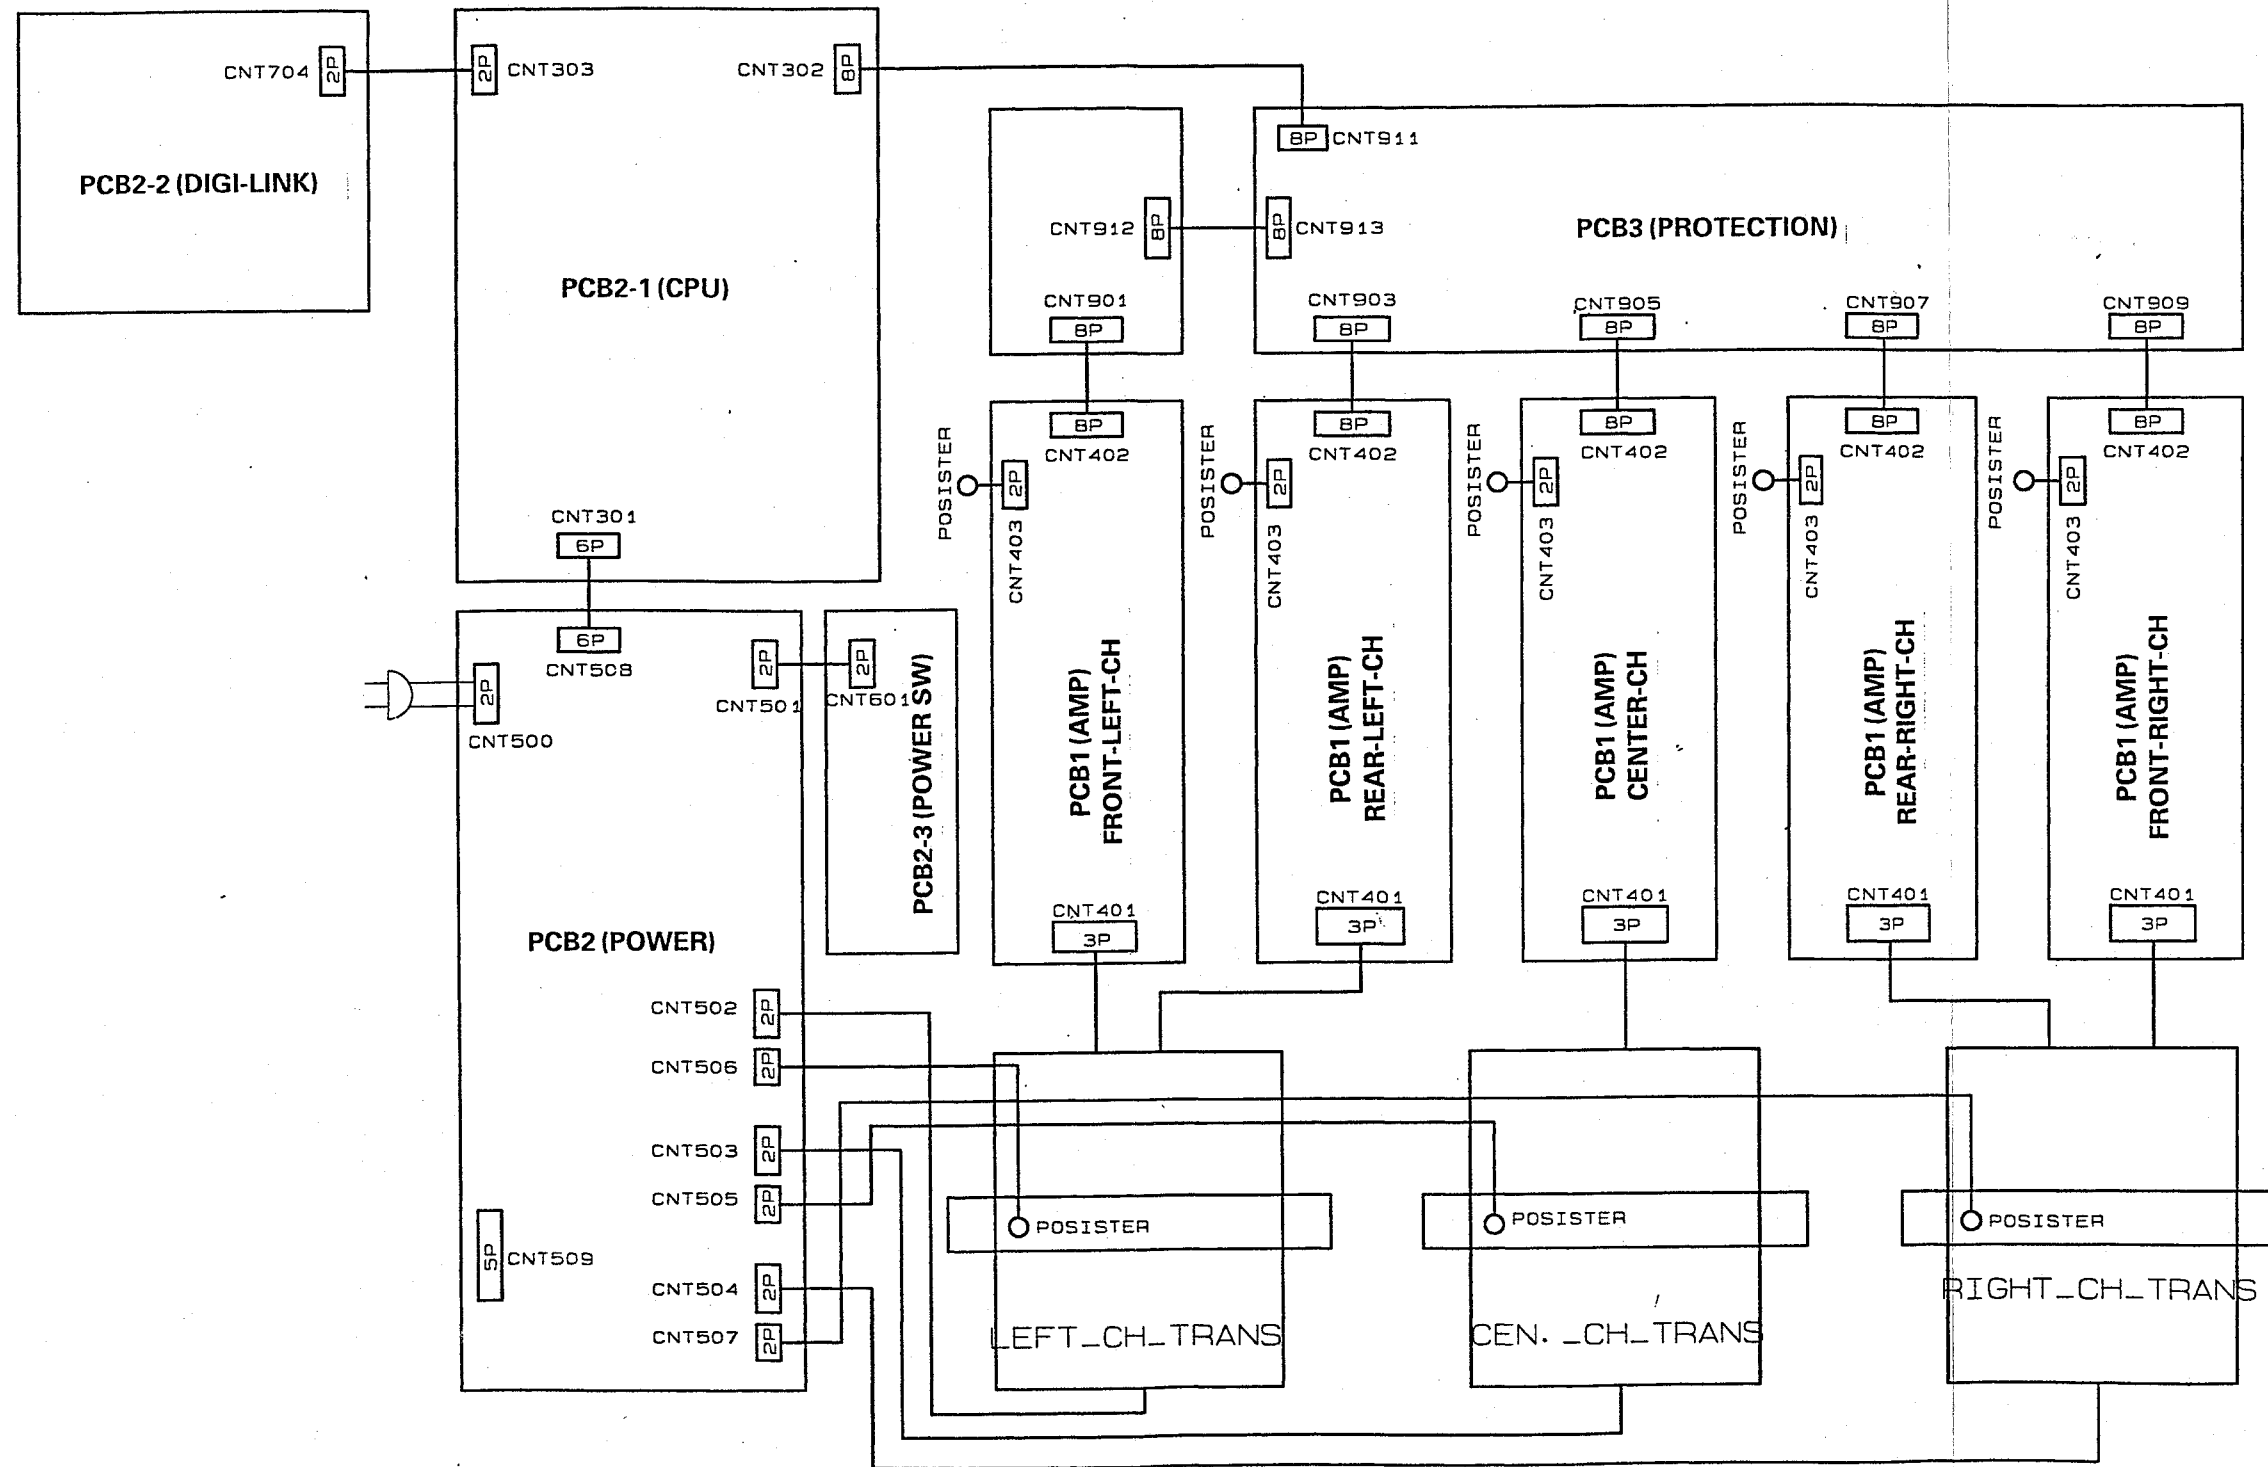 CNT704 2P
2P CNT303
CNT302 8P
8P CNT911
PCB2-2 (DIGI-LINK)
PCB2-1 (CPU)
CNT912 8P
8P CNT913
PCB3 (PROTECTION)
CNT901
8P
CNT903
8P
CNT905
8P
CNT907
8P
CNT909
8P
8P
CNT402
8P
CNT402
8P
CNT402
8P
CNT402
8P
CNT402
POSISTER
2P
CNT403
POSISTER
2P
CNT403
POSISTER
2P
CNT403
POSISTER
2P
CNT403
POSISTER
2P
CNT403
CNT301
6P
6P
CNT508
2P
CNT500
2P
CNT501
2P
CNT601
PCB2-3 (POWER SW)
PCB1 (AMP)
FRONT-LEFT-CH
PCB1 (AMP)
REAR-LEFT-CH
PCB1 (AMP)
CENTER-CH
PCB1 (AMP)
REAR-RIGHT-CH
PCB1 (AMP)
FRONT-RIGHT-CH
CNT401
3P
CNT401
3P
CNT401
3P
CNT401
3P
CNT401
3P
PCB2 (POWER)
CNT502 2P
CNT506 2P
CNT503 2P
CNT505 2P
5P CNT509
CNT504 2P
CNT507 2P
POSISTER
POSISTER
POSISTER
LEFT_CH_TRANS
CEN. _CH_TRANS
RIGHT_CH_TRANS